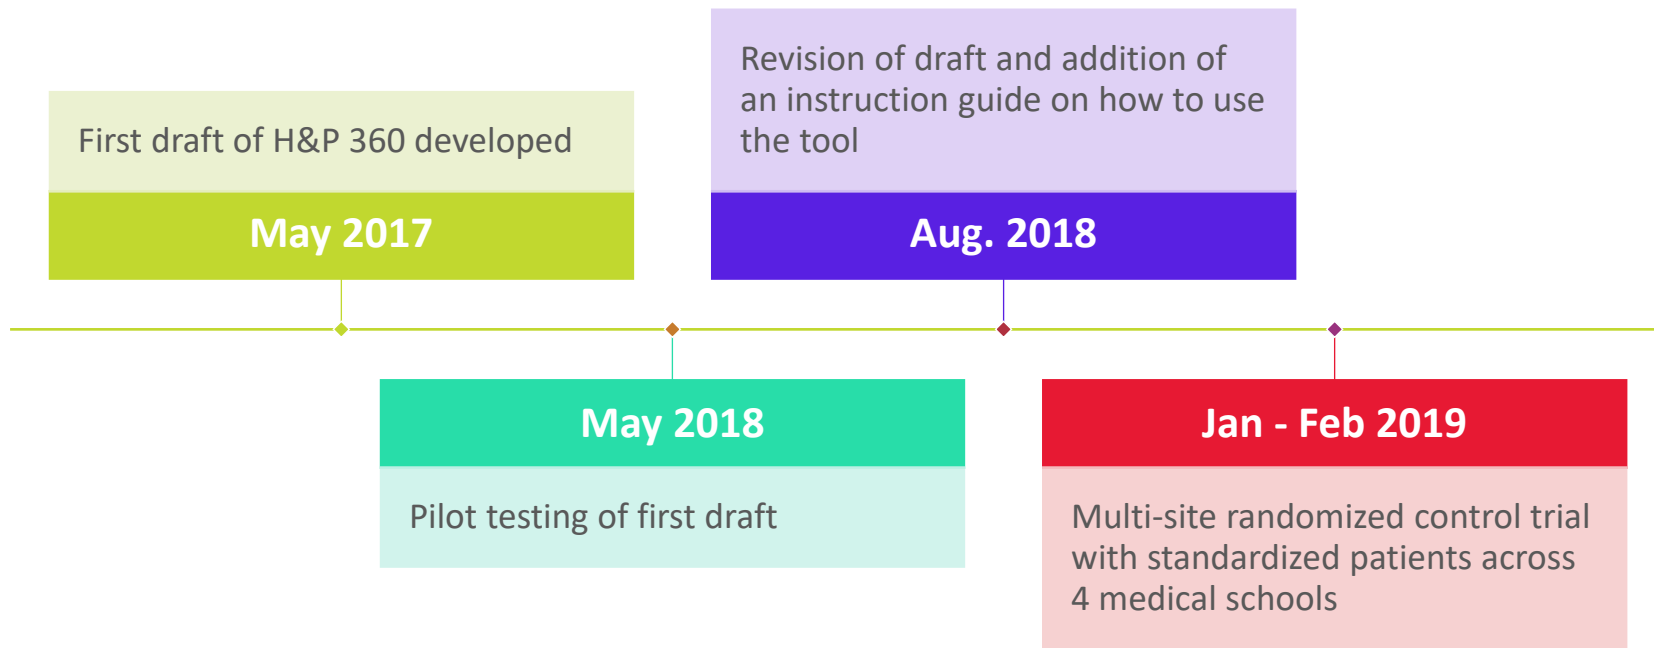 First draft of H&P 360 developed
May 2017
May 2018
Pilot testing of first draft
Revision of draft and addition of
an instruction guide on how to use
the tool
Aug. 2018
Jan - Feb 2019
Multi-site randomized control trial
with standardized patients across
4 medical schools